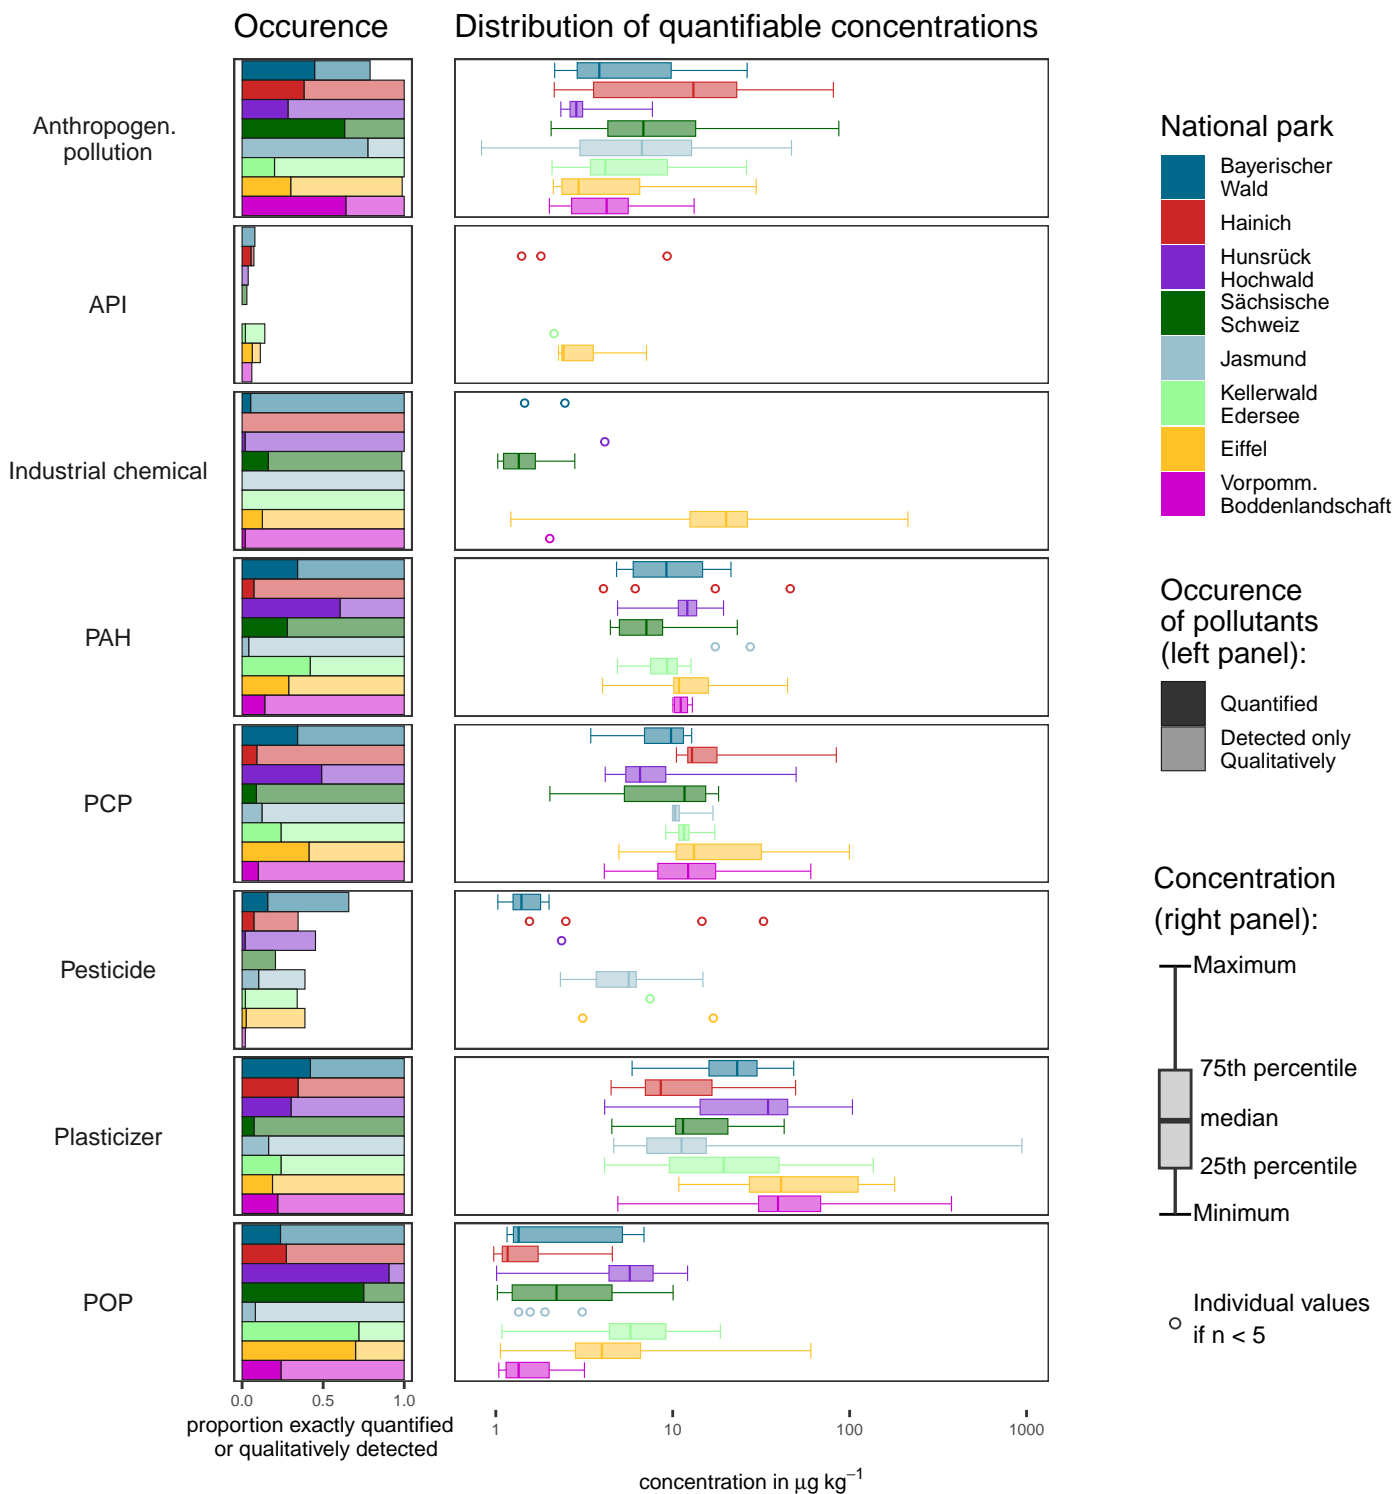 Occurence
Distribution of quantifiable concentrations
Anthropogen.
pollution
API
Industrial chemical
PAH
PCP
Pesticide
Plasticizer
POP
0.0
0.5
1.0
proportion exactly quantified
or qualitatively detected
1
10
100
1000
concentration in μg kg⁻¹
National park
Bayerischer
Wald
Hainich
Hunsrück
Hochwald
Sächsische
Schweiz
Jasmund
Kellerwald
Edersee
Eiffel
Vorpomm.
Boddenlandschaft
Occurence
of pollutants
(left panel):
Quantified
Detected only
Qualitatively
Concentration
(right panel):
Maximum
75th percentile
median
25th percentile
Minimum
Individual values
if n < 5